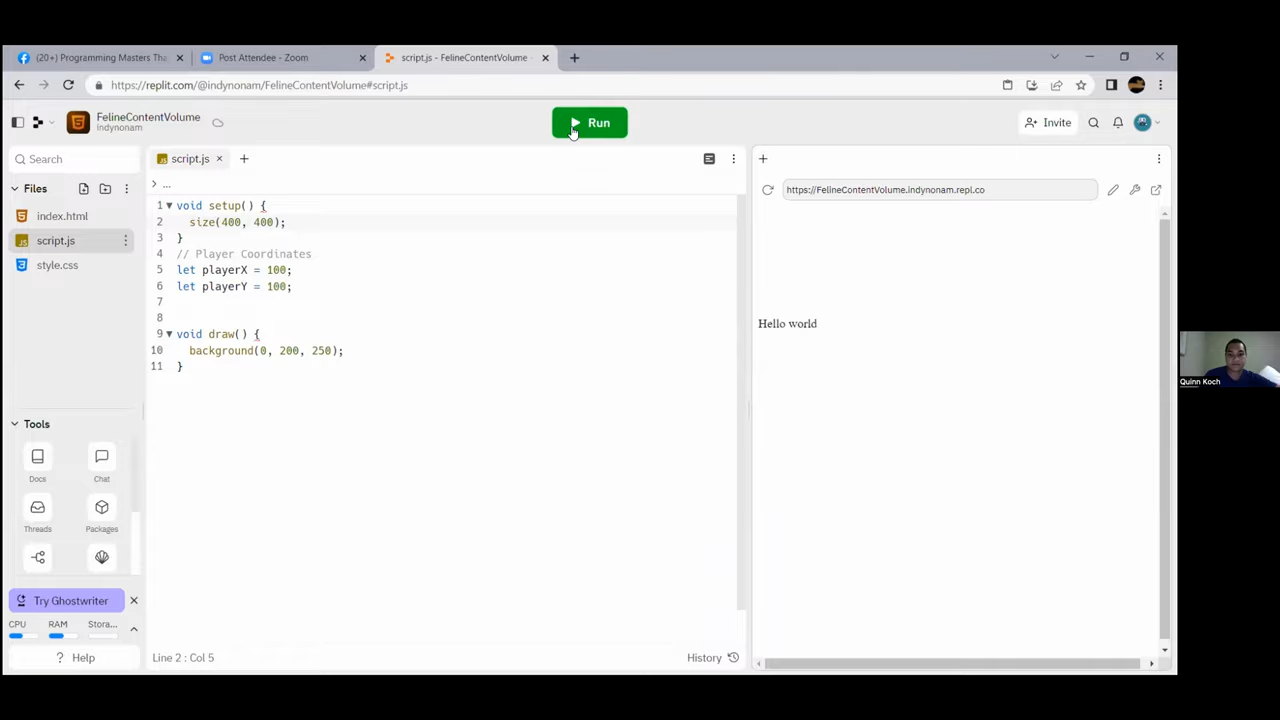 (20+) Programming Masters Tha
Post Attendee - Zoom
script.js - FelineContentVolume
https://replit.com/@indynonam/FelineContentVolume#script.js
FelineContentVolume
indynonam
Run
Invite
Search
script.js
Files
index.html
script.js
style.css
...
1 void setup() {
2 size(400, 400);
3 }
4 // Player Coordinates
5 let playerX = 100;
6 let playerY = 100;
7
8
9 void draw() {
10 background(0, 200, 250);
11 }
https://FelineContentVolume.indynonam.repl.co
Hello world
Quinn Koch
Tools
Docs
Chat
Threads
Packages
Try Ghostwriter
CPU RAM Stora...
? Help
Line 2 : Col 5
History